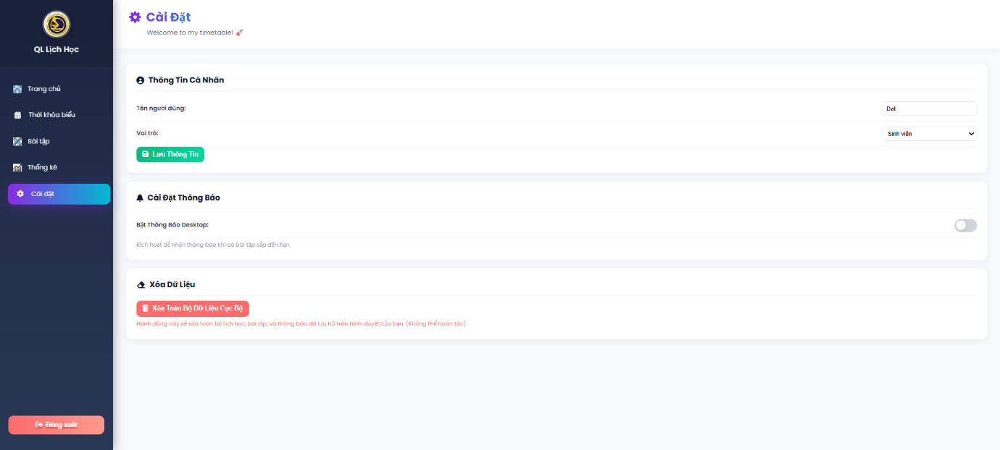 QL Lịch Học
Trang chủ
Thời khóa biểu
Bài tập
Thống kê
Cài đặt
Đăng xuất
Cài Đặt
Welcome to my timetable! 🚀
Thông Tin Cá Nhân
Tên người dùng:
Dat
Vai trò:
Sinh viên
Lưu Thông Tin
Cài Đặt Thông Báo
Bật Thông Báo Desktop:
Kích hoạt để nhận thông báo khi có bài tập sắp đến hạn.
Xóa Dữ Liệu
Xóa Toàn Bộ Dữ Liệu Cục Bộ
Hành động này sẽ xóa toàn bộ lịch học, bài tập, và thông báo đã lưu trữ trên trình duyệt của bạn. (Không thể hoàn tác)